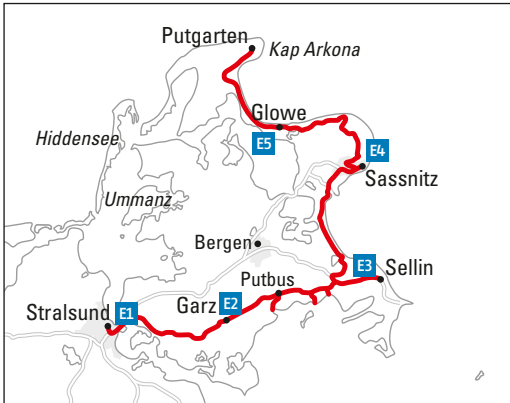 Putgarten
Kap Arkona
Glowe
Hiddensee
E5
E4
Sassnitz
Ummanz
Bergen
E3
Sellin
Putbus
E2
Garz
E1
Stralsund